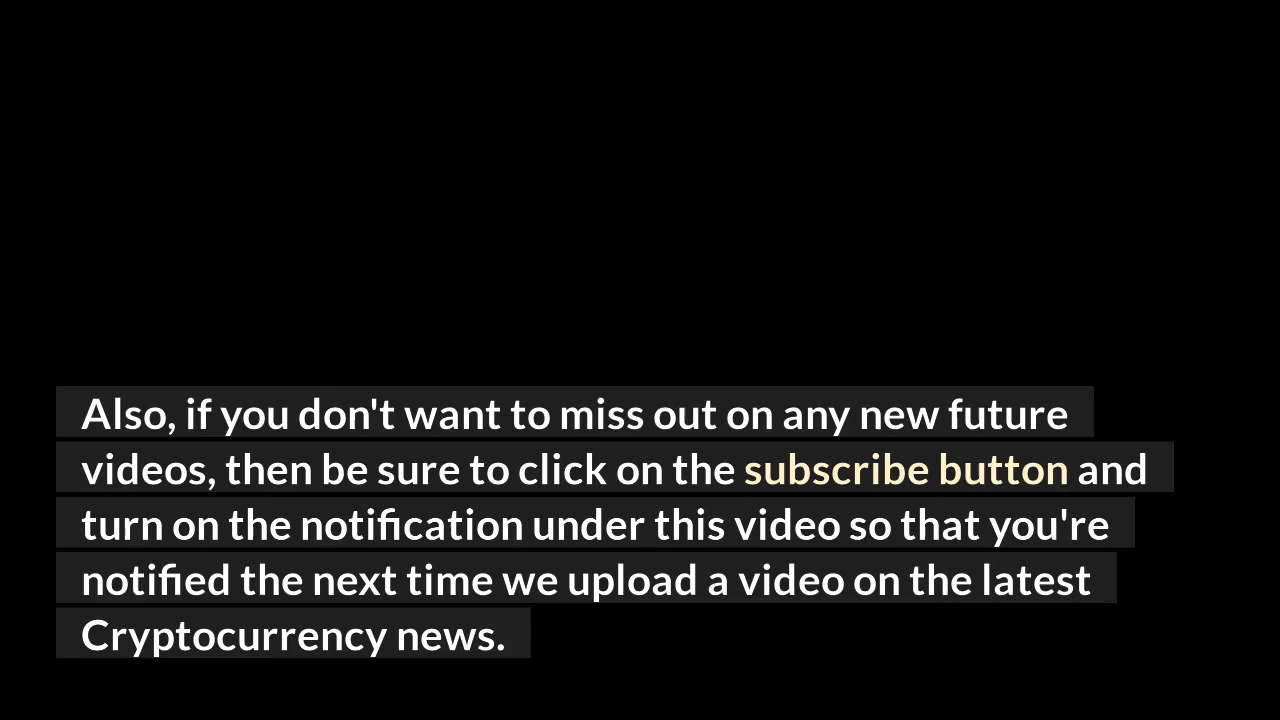 Also, if you don't want to miss out on any new future
videos, then be sure to click on the subscribe button and
turn on the notification under this video so that you're
notified the next time we upload a video on the latest
Cryptocurrency news.